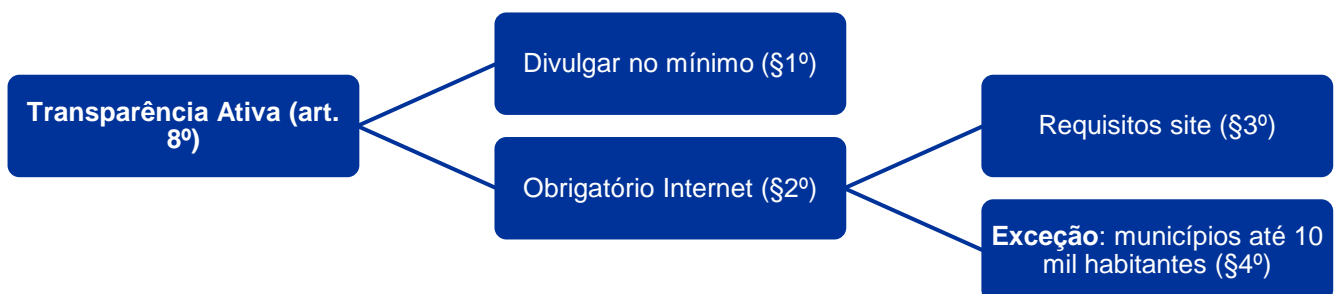 Transparência Ativa (art.
8º)
Divulgar no mínimo (§1º)
Obrigatório Internet (§2º)
Requisitos site (§3º)
Exceção: municípios até 10
mil habitantes (§4º)